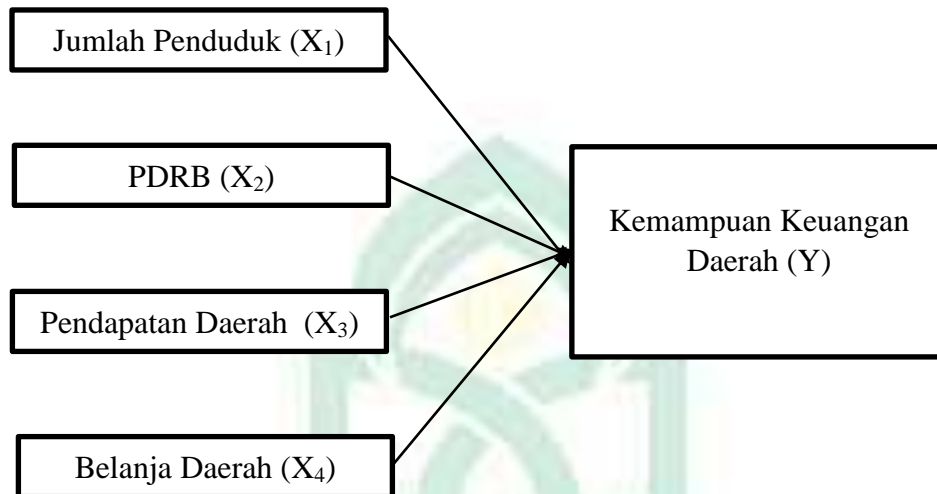 Jumlah Penduduk (X₁)
PDRB (X₂)
Kemampuan Keuangan
Daerah (Y)
Pendapatan Daerah (X₃)
Belanja Daerah (X₄)